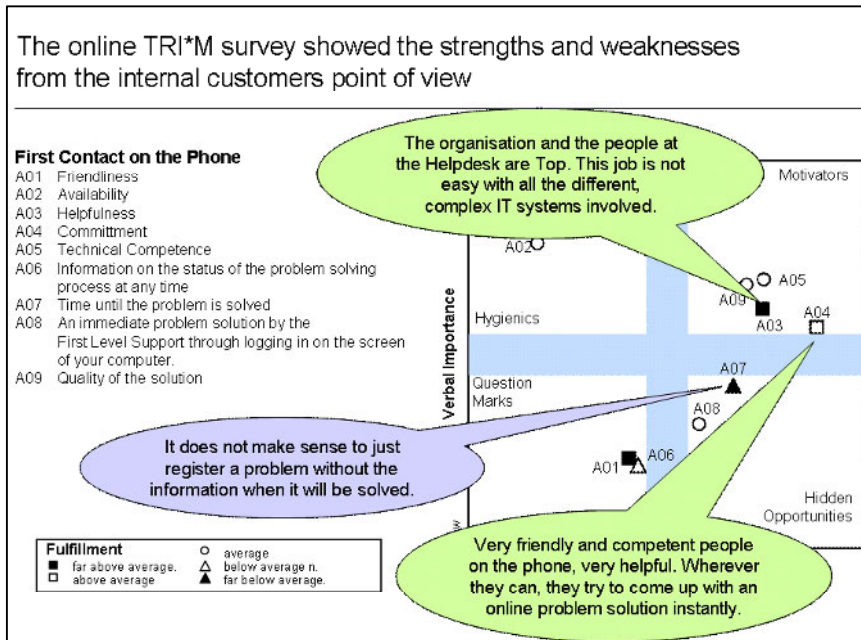 The online TRI*M survey showed the strengths and weaknesses
from the internal customers point of view
First Contact on the Phone
A01 Friendliness
A02 Availability
A03 Helpfulness
A04 Committment
A05 Technical Competence
A06 Information on the status of the problem solving
process at any time
A07 Time until the problem is solved
A08 An immediate problem solution by the
First Level Support through logging in on the screen
of your computer.
A09 Quality of the solution
The organisation and the people at
the Helpdesk are Top. This job is not
easy with all the different,
complex IT systems involved.
Motivators
A02
A05
A09
A03
A04
Hygienics
Verbal Importance
A07
Question
Marks
A08
It does not make sense to just
register a problem without the
information when it will be solved.
A01
A06
Hidden
Opportunities
Very friendly and competent people
on the phone, very helpful. Wherever
they can, they try to come up with an
online problem solution instantly.
Fulfillment
far above average.
above average
average
below average n.
far below average.